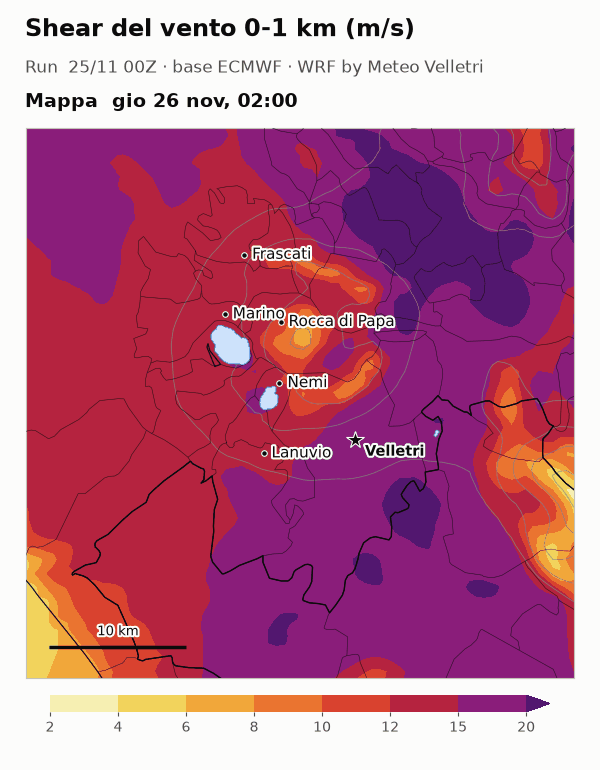 Shear del vento 0-1 km (m/s)
Run  25/11 00Z · base ECMWF · WRF by Meteo Velletri
Mappa  gio 26 nov, 02:00
Frascati
Marino
Rocca di Papa
Nemi
Velletri
Lanuvio
10 km
2 4 6 8 10 12 15 20